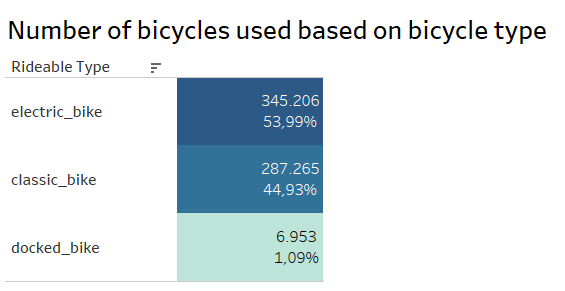 Number of bicycles used based on bicycle type
Rideable Type
electric_bike
345.206
53,99%
classic_bike
287.265
44,93%
docked_bike
6.953
1,09%